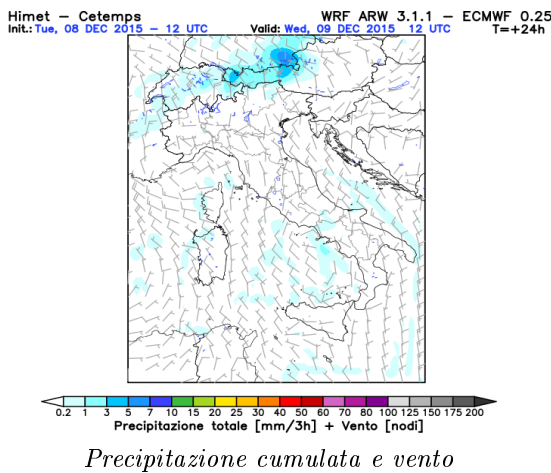 Himet – Cetemps WRF ARW 3.1.1 – ECMWF 0.25
Init.: Tue, 08 DEC 2015 – 12 UTC Valid: Wed, 09 DEC 2015 12 UTC T=+24h
0.2 1 3 5 7 10 15 20 25 30 40 50 60 70 80 100 125 150 175 200
Precipitazione totale [mm/3h] + Vento [nodi]
Precipitazione cumulata e vento